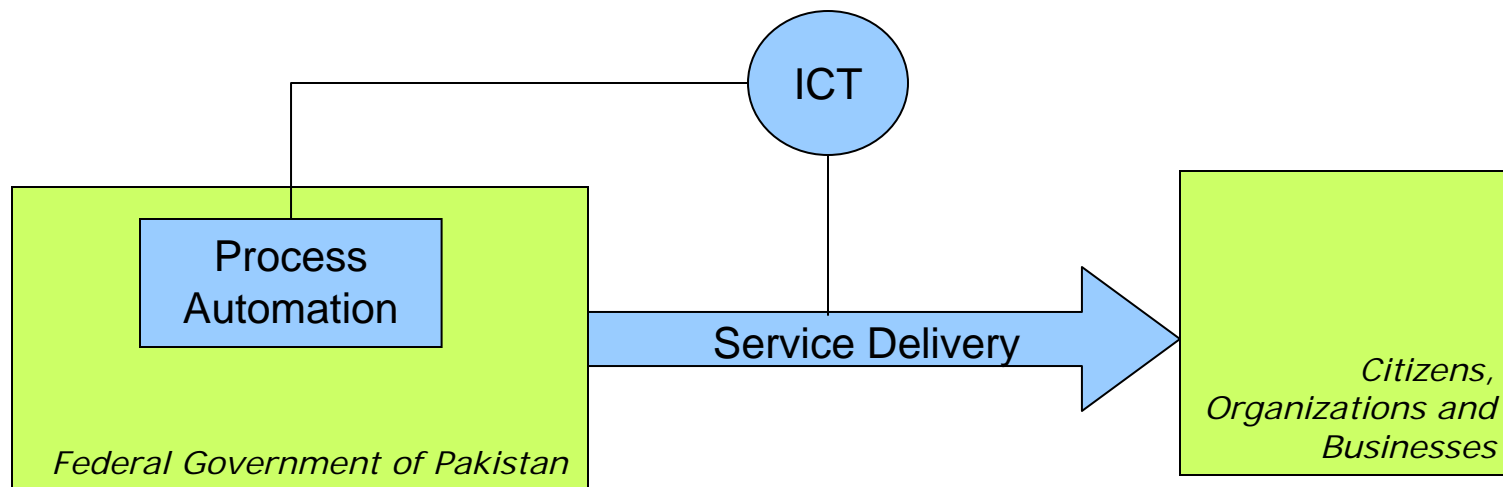 ICT
Process
Automation
Service Delivery
Federal Government of Pakistan
Citizens,
Organizations and
Businesses